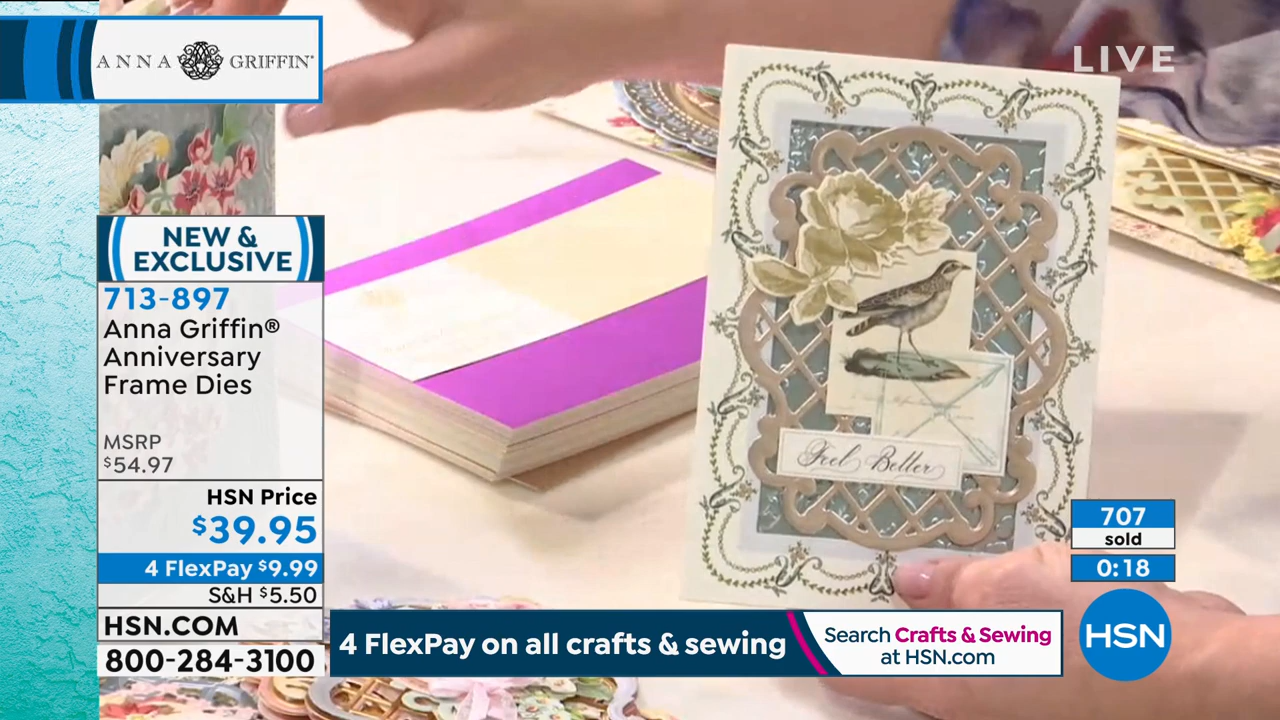 ANNA GRIFFIN®
LIVE
NEW &
EXCLUSIVE
713-897
Anna Griffin®
Anniversary
Frame Dies
MSRP
$54.97
HSN Price
$39.95
4 FlexPay $9.99
S&H $5.50
HSN.COM
800-284-3100
Feel Better
707
sold
0:18
4 FlexPay on all crafts & sewing
Search Crafts & Sewing
at HSN.com
HSN